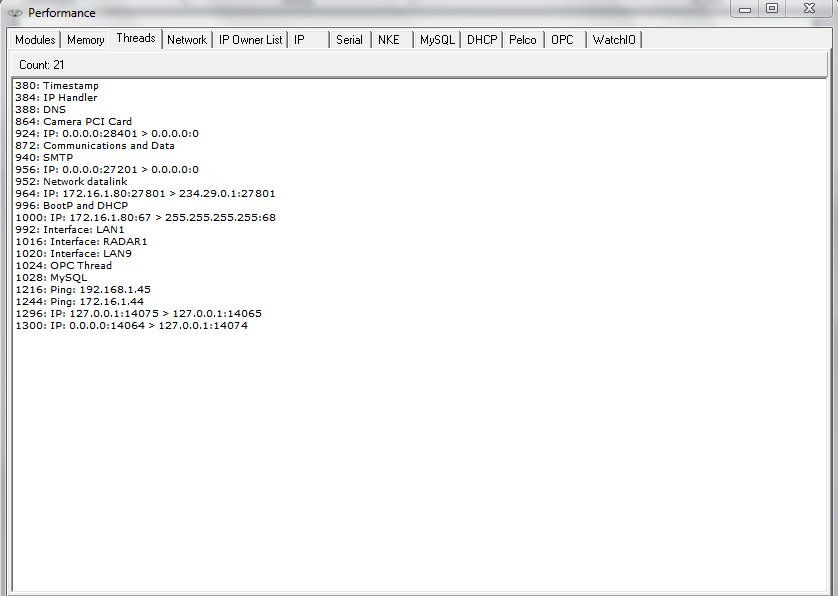 Performance
Modules Memory Threads Network IP Owner List IP Serial NKE MySQL DHCP Pelco OPC WatchIO
Count: 21
380: Timestamp
384: IP Handler
388: DNS
864: Camera PCI Card
924: IP: 0.0.0.0:28401 > 0.0.0.0:0
872: Communications and Data
940: SMTP
956: IP: 0.0.0.0:27201 > 0.0.0.0:0
952: Network datalink
964: IP: 172.16.1.80:27801 > 234.29.0.1:27801
996: BootP and DHCP
1000: IP: 172.16.1.80:67 > 255.255.255.255:68
992: Interface: LAN1
1016: Interface: RADAR1
1020: Interface: LAN9
1024: OPC Thread
1028: MySQL
1216: Ping: 192.168.1.45
1244: Ping: 172.16.1.44
1296: IP: 127.0.0.1:14075 > 127.0.0.1:14065
1300: IP: 0.0.0.0:14064 > 127.0.0.1:14074